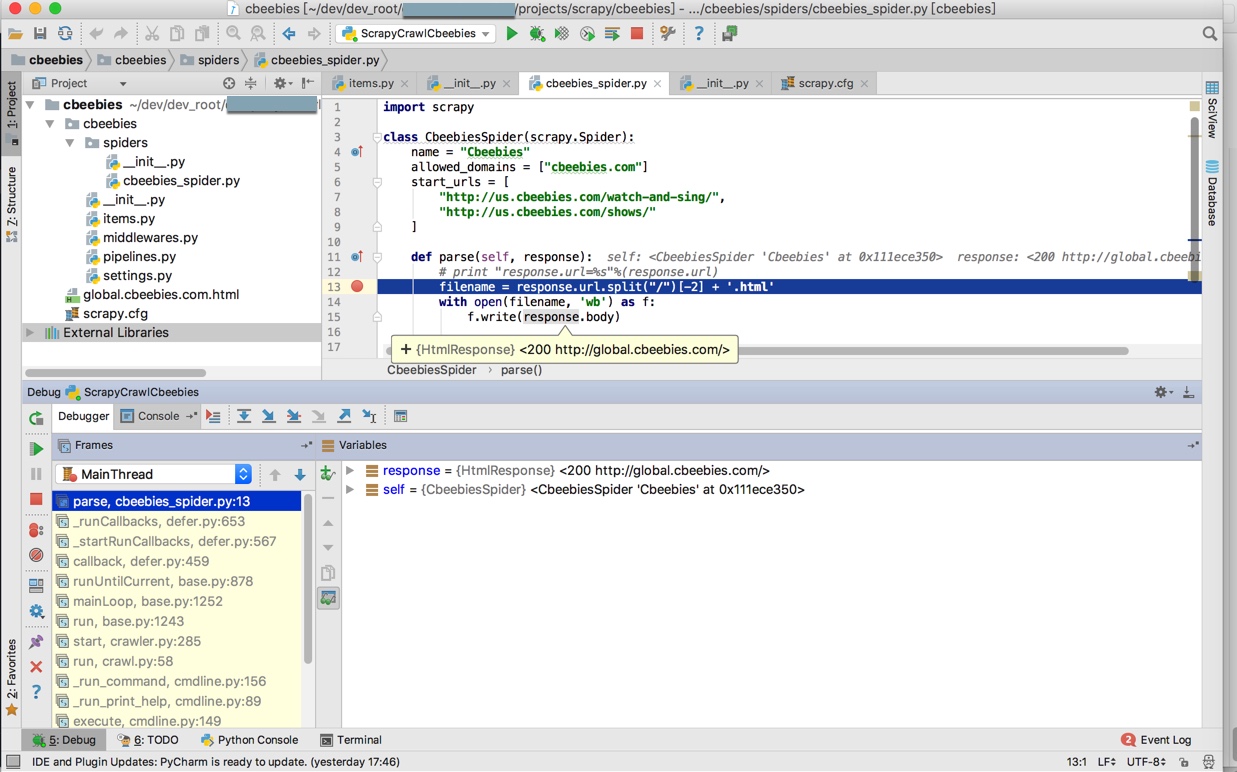 cbeebies [~/dev/dev_root/ /projects/scrapy/cbeebies] - .../cbeebies/spiders/cbeebies_spider.py [cbeebies]
ScrapyCrawlCbeebies
cbeebies cbeebies spiders cbeebies_spider.py
Project items.py __init__.py cbeebies_spider.py __init__.py scrapy.cfg
1: Project
Z: Structure
2: Favorites
cbeebies ~/dev/dev_root/
cbeebies
spiders
__init__.py
cbeebies_spider.py
__init__.py
items.py
middlewares.py
pipelines.py
settings.py
global.cbeebies.com.html
scrapy.cfg
External Libraries
1 import scrapy
2
3 class CbeebiesSpider(scrapy.Spider):
4 name = "Cbeebies"
5 allowed_domains = ["cbeebies.com"]
6 start_urls = [
7 "http://us.cbeebies.com/watch-and-sing/",
8 "http://us.cbeebies.com/shows/"
9 ]
10
11 def parse(self, response): self: <CbeebiesSpider 'Cbeebies' at 0x111ece350> response: <200 http://global.cbeebi
12 # print "response.url=%s"%(response.url)
13 filename = response.url.split("/")[-2] + '.html'
14 with open(filename, 'wb') as f:
15 f.write(response.body)
16
17
+ {HtmlResponse} <200 http://global.cbeebies.com/>
CbeebiesSpider › parse()
SciView
Database
Debug ScrapyCrawlCbeebies
Debugger Console
Frames Variables
MainThread
parse, cbeebies_spider.py:13
_runCallbacks, defer.py:653
_startRunCallbacks, defer.py:567
callback, defer.py:459
runUntilCurrent, base.py:878
mainLoop, base.py:1252
run, base.py:1243
start, crawler.py:285
run, crawl.py:58
_run_command, cmdline.py:156
_run_print_help, cmdline.py:89
execute, cmdline.py:149
response = {HtmlResponse} <200 http://global.cbeebies.com/>
self = {CbeebiesSpider} <CbeebiesSpider 'Cbeebies' at 0x111ece350>
5: Debug 6: TODO Python Console Terminal 2 Event Log
IDE and Plugin Updates: PyCharm is ready to update. (yesterday 17:46) 13:1 LF UTF-8